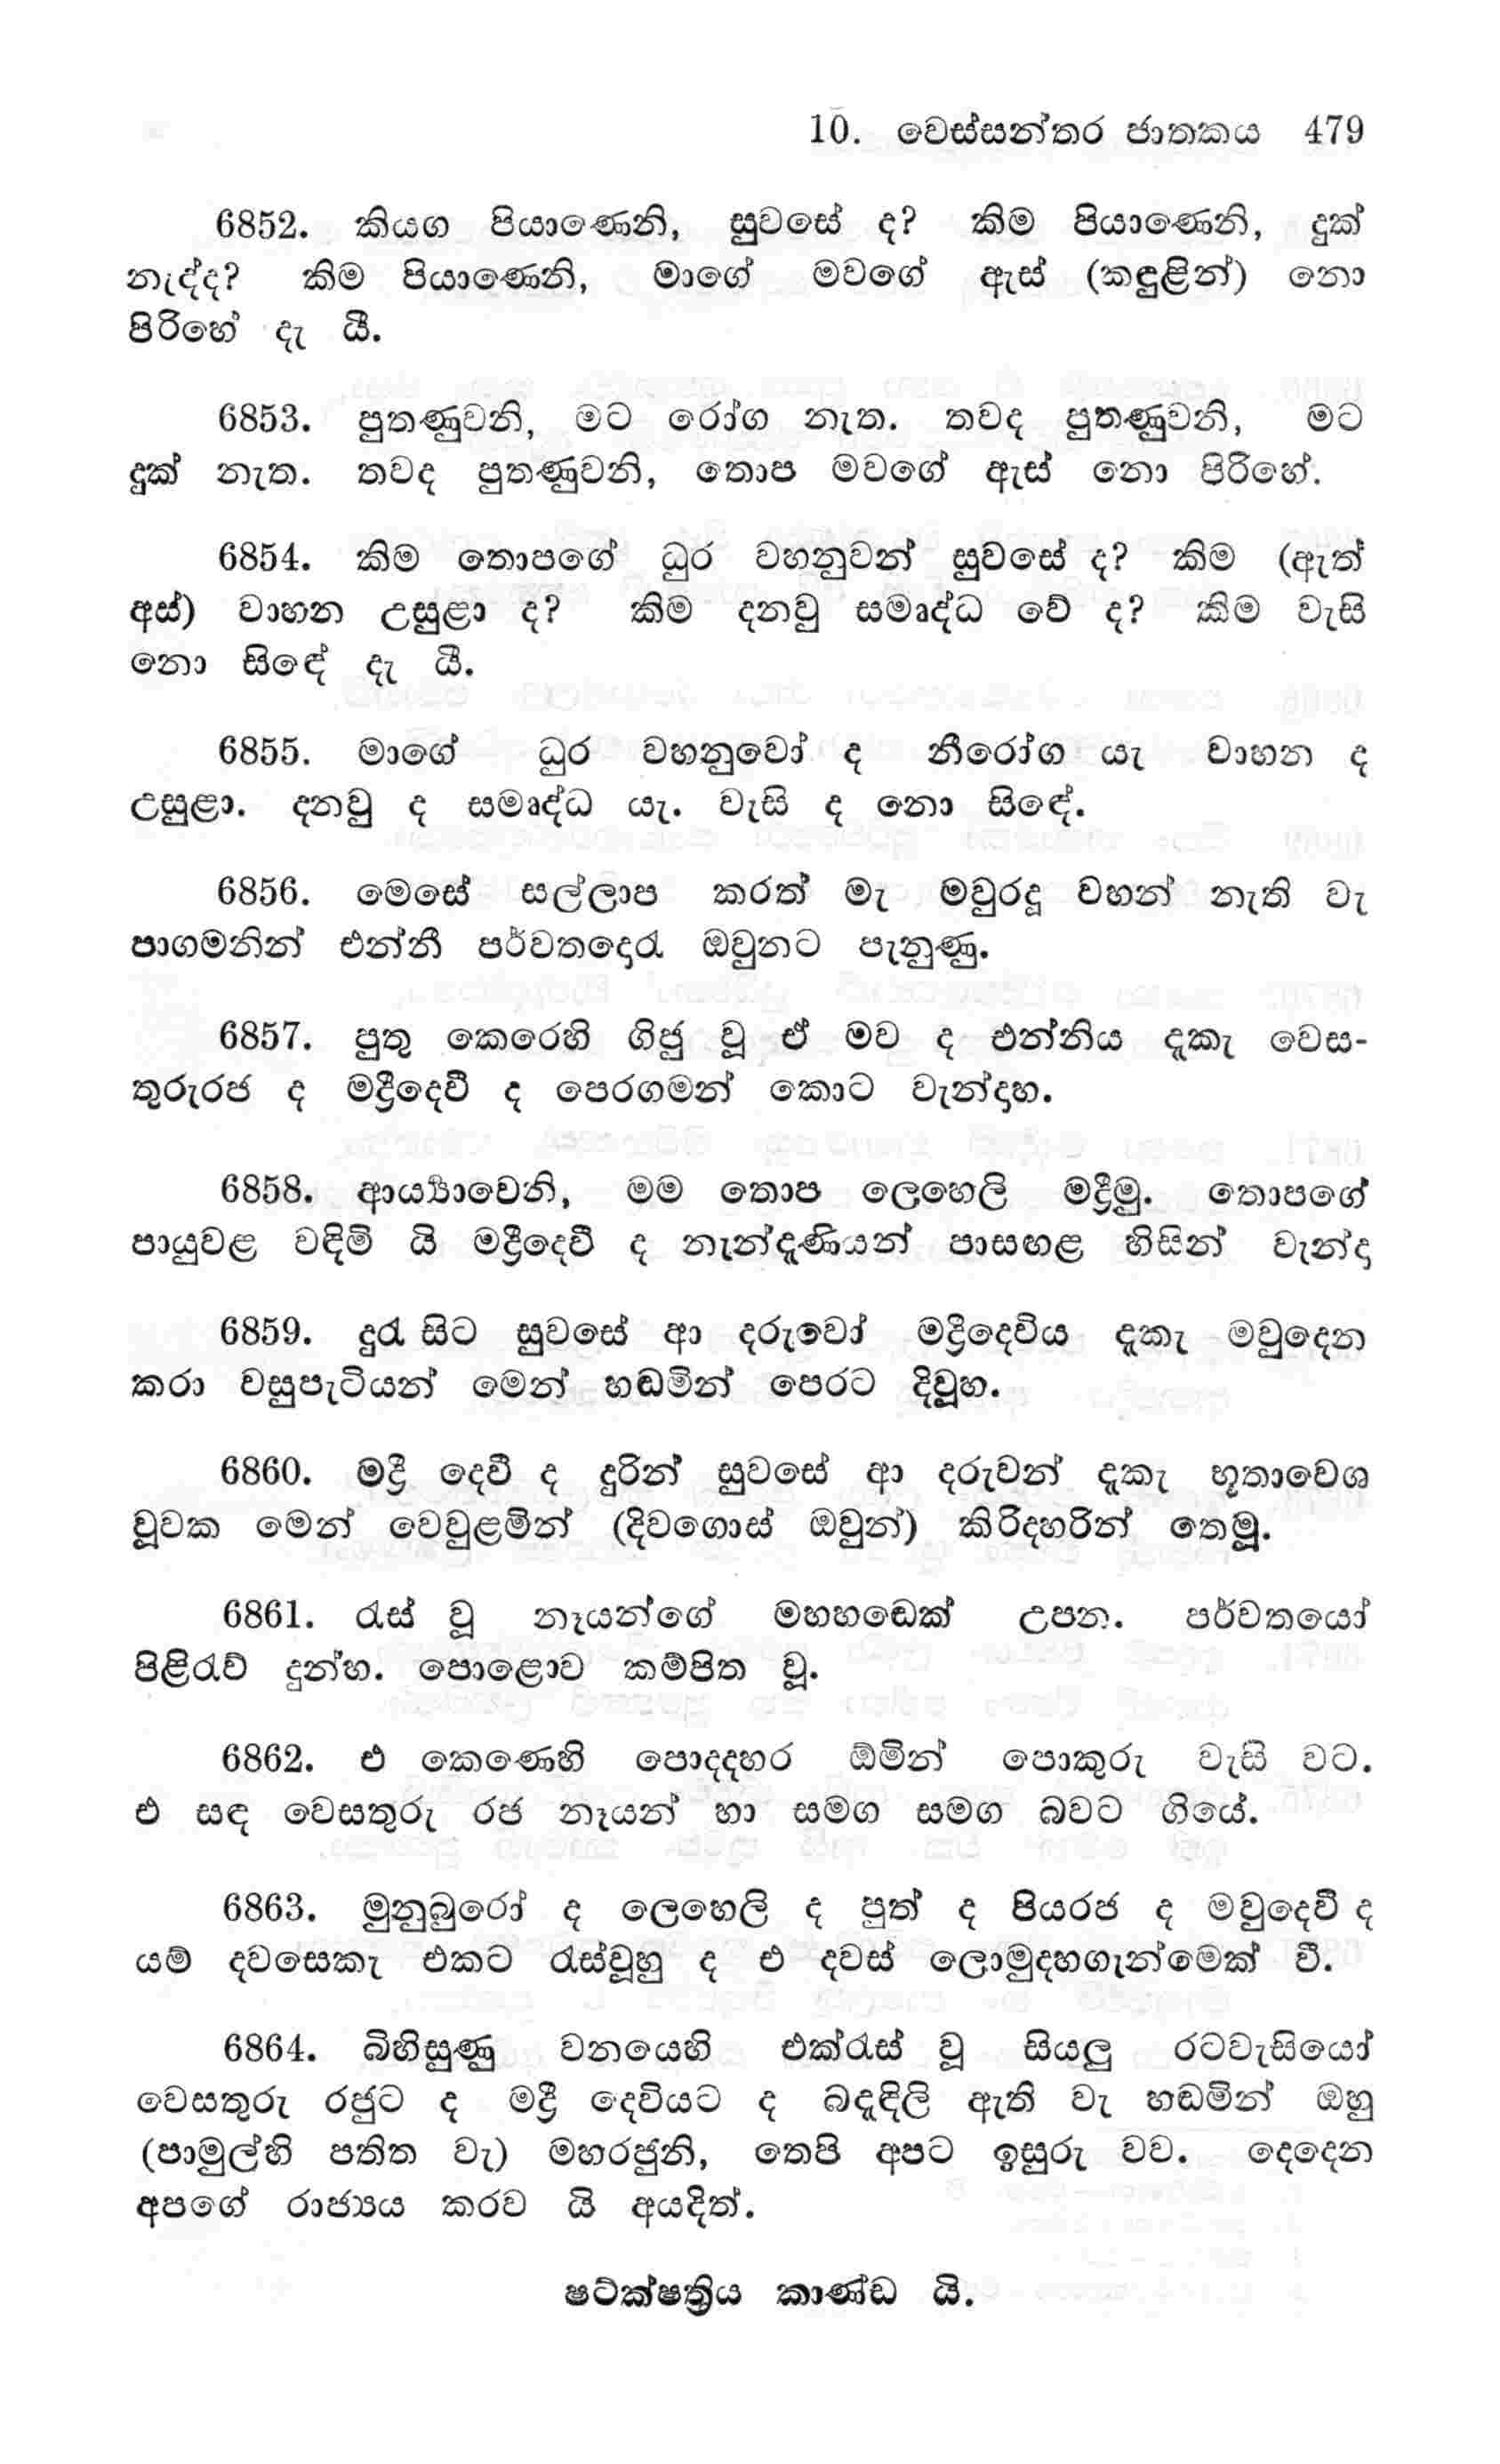 10. වෙස්සන්තර ජාතකය 479
6852. කියග පියාණෙනි, සුවසේ ද? කිම පියාණෙනි, දුක්
නැද්ද? කිම පියාණෙනි, මාගේ මවගේ ඇස් (කඳුළින්) නො
පිරිහේ දැ යී.
6853. පුතණුවනි, මට රෝග නැත. තවද පුතණුවනි, මට
දුක් නැත. තවද පුතණුවනි, තොප මවගේ ඇස් නො පිරිහේ.
6854. කිම තොපගේ ධුර වහනුවන් සුවසේ ද? කිම (ඇත්
අස්) වාහන උසුළා ද? කිම දනවු සමෘද්ධ වේ ද? කිම වැසි
නො සිඳේ දැ යී.
6855. මාගේ ධුර වහනුවෝ ද නීරෝග යැ වාහන ද
උසුළා. දනවු ද සමෘද්ධ යැ. වැසි ද නො සිඳේ.
6856. මෙසේ සල්ලාප කරත් මැ මවුරදූ වහන් නැති වැ
පාගමනින් එන්නී පර්වතදොරැ ඔවුනට පැනුණු.
6857. පුතු කෙරෙහි ගිජු වූ ඒ මව ද එන්නිය දැකැ වෙස-
තුරුරජ ද මද්‍රීදෙවී ද පෙරගමන් කොට වැන්දාහ.
6858. ආර්‍ය්‍යාවෙනි, මම තොප ලෙහෙලි මද්‍රීමු. තොපගේ
පායුවළ වඳිමි යි මද්‍රීදෙවී ද නැන්දැණියන් පාසඟළ හිසින් වැන්දා
6859. දුරැ සිට සුවසේ ආ දරුවෝ මද්‍රිදෙවිය දැකැ මවුදෙන
කරා වසුපැටියන් මෙන් හඬමින් පෙරට දිවූහ.
6860. මද්‍රී දෙවී ද දුරින් සුවසේ ආ දරුවන් දැකැ භූතාවෙශ
වූවක මෙන් වෙවුළමින් (දිවගොස් ඔවුන්) කිරිදහරින් තෙමූ.
6861. රැස් වූ නෑයන්ගේ මහහඬෙක් උපන. පර්වතයෝ
පිළිරැව් දුන්හ. පොළොව කම්පිත වූ.
6862. එ කෙණෙහි පොදදහර ඕමින් පොකුරු වැසි වට.
එ සඳ වෙසතුරු රජ නෑයන් හා සමග සමග බවට ගියේ.
6863. මුනුබුරෝ ද ලෙහෙලි ද පුත් ද පියරජ ද මවුදෙවී ද
යම් දවසෙකැ එකට රැස්වූහු ද එ දවස් ලොමුදහගැන්මෙක් වී.
6864. බිහිසුණු වනයෙහි එක්රැස් වූ සියලු රටවැසියෝ
වෙසතුරු රජුට ද මද්‍රී දෙවියට ද බදැඳිලි ඇති වැ හඬමින් ඔහු
(පාමුල්හි පතිත වැ) මහරජුනි, තෙපි අපට ඉසුරු වව. දෙදෙන
අපගේ රාජ්‍යය කරව යි අයදිත්.
ෂට්ක්ෂත්‍රිය කාණ්ඩ යි.